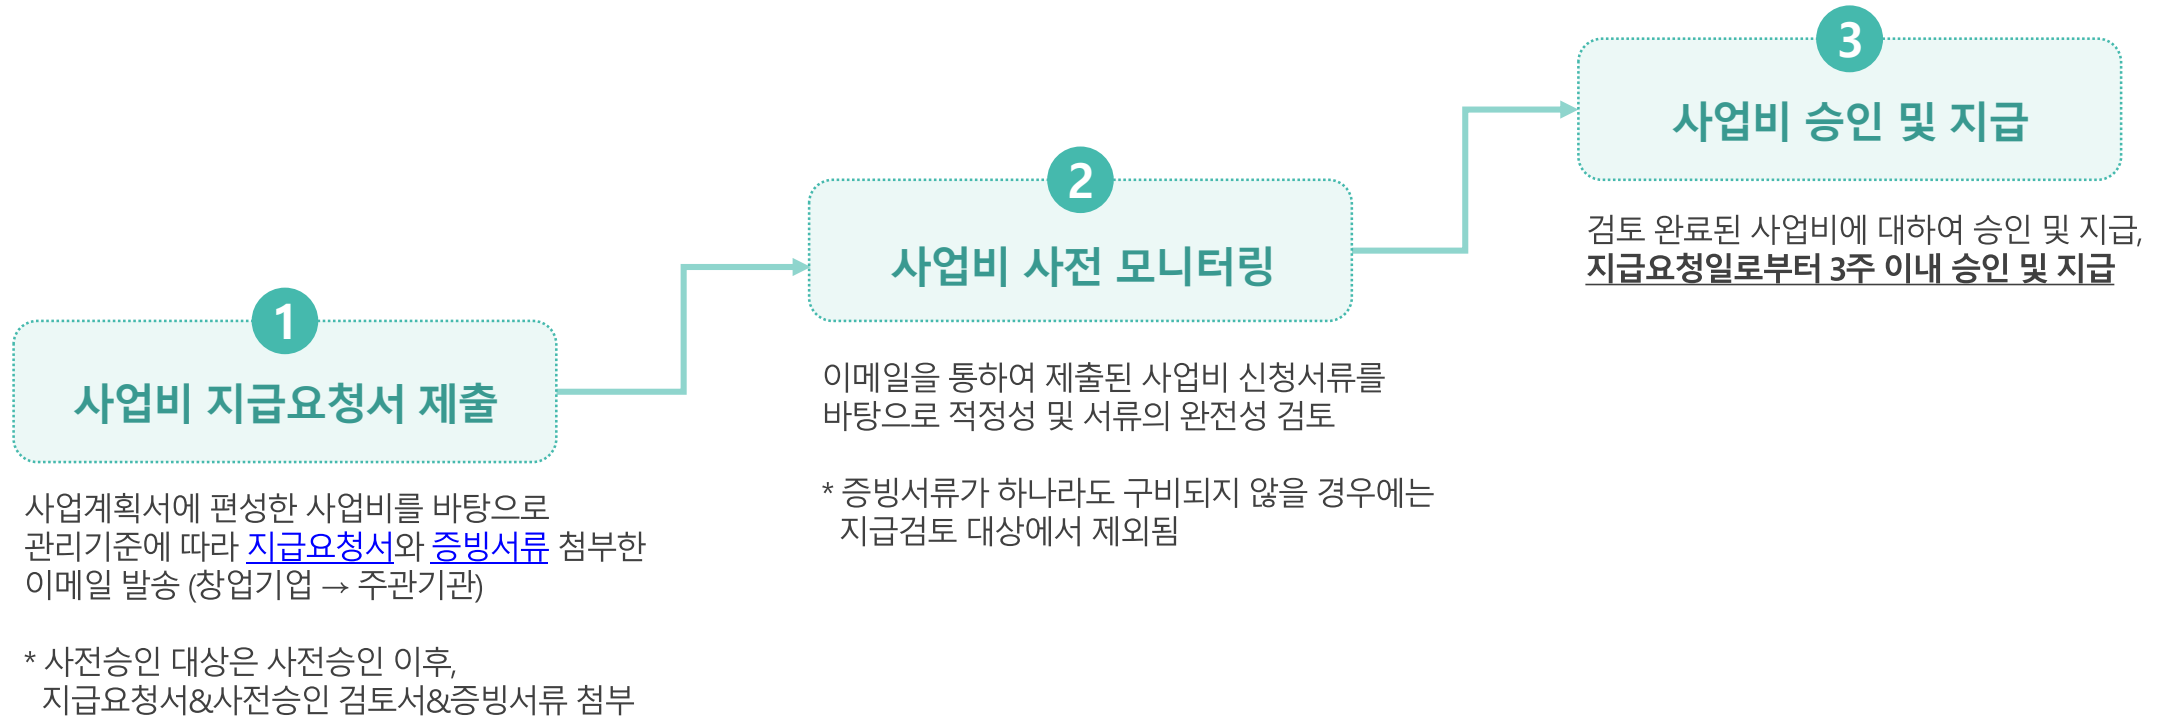 1
사업비 지급요청서 제출
사업계획서에 편성한 사업비를 바탕으로
관리기준에 따라 지급요청서와 증빙서류 첨부한
이메일 발송 (창업기업 → 주관기관)
* 사전승인 대상은 사전승인 이후,
지급요청서&사전승인 검토서&증빙서류 첨부
2
사업비 사전 모니터링
이메일을 통하여 제출된 사업비 신청서류를
바탕으로 적정성 및 서류의 완전성 검토
* 증빙서류가 하나라도 구비되지 않을 경우에는
지급검토 대상에서 제외됨
3
사업비 승인 및 지급
검토 완료된 사업비에 대하여 승인 및 지급,
지급요청일로부터 3주 이내 승인 및 지급